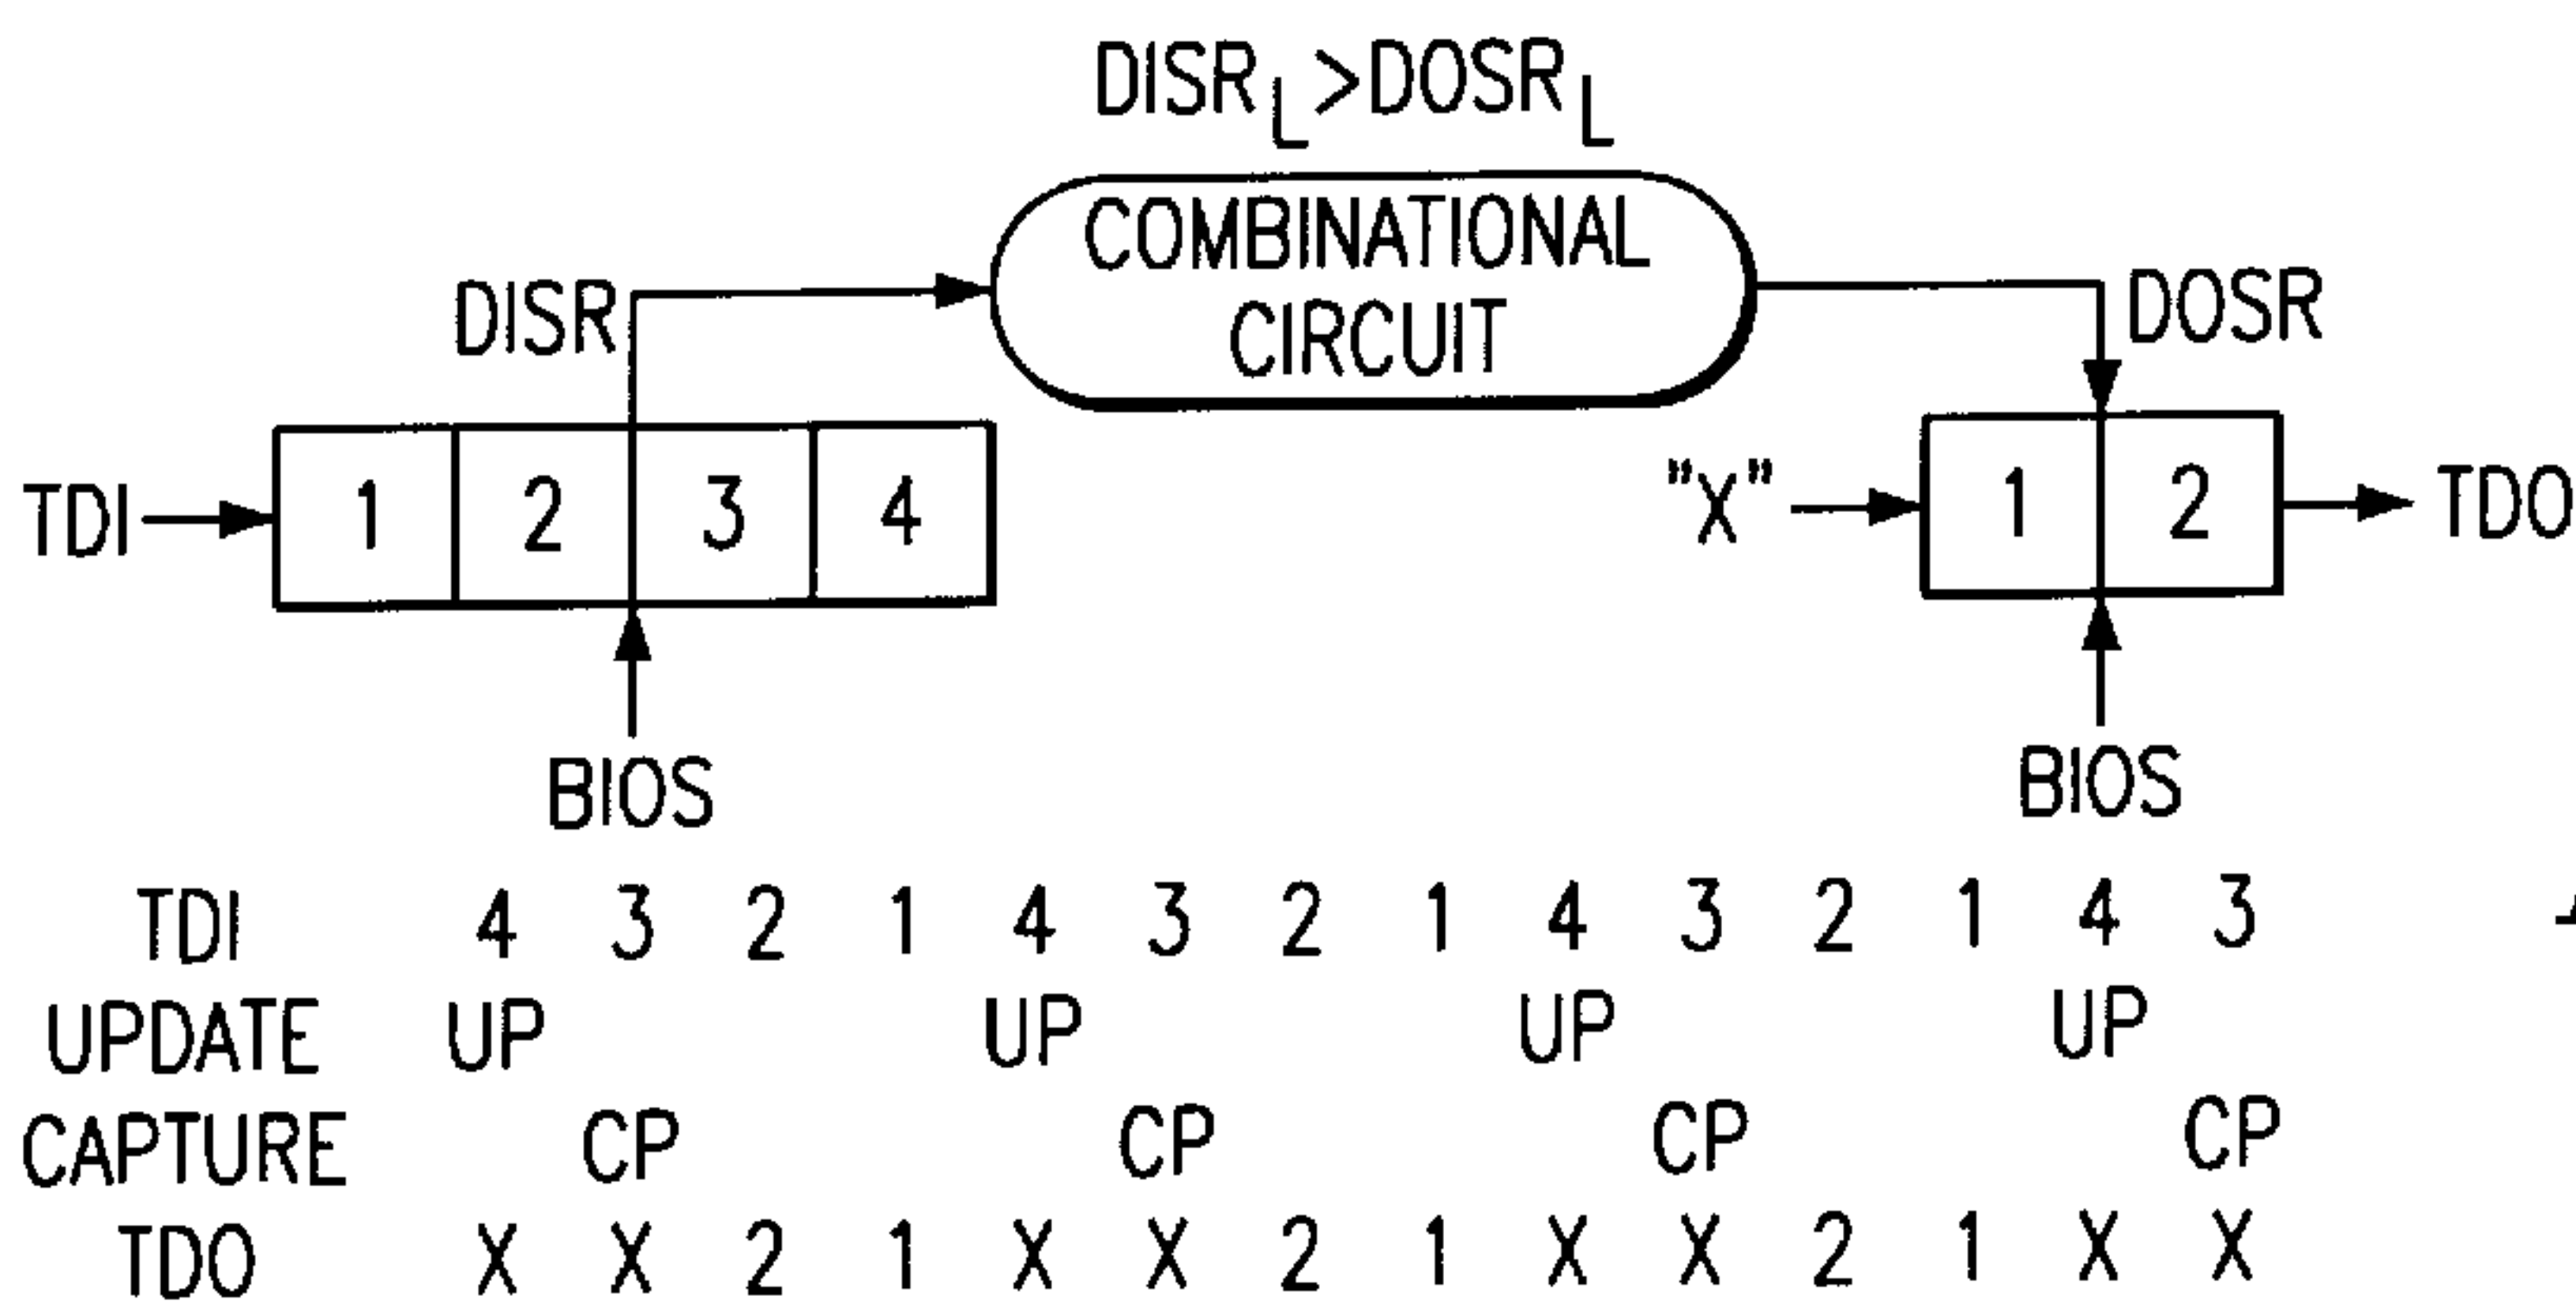 DISR L >DOSR L
COMBINATIONAL
CIRCUIT
DISR
DOSR
TDI
1 2 3 4
"X"
1 2
TDO
BIOS
BIOS
TDI 4 3 2 1 4 3 2 1 4 3 2 1 4 3
UPDATE UP UP UP UP
CAPTURE CP CP CP CP
TDO X X 2 1 X X 2 1 X X 2 1 X X